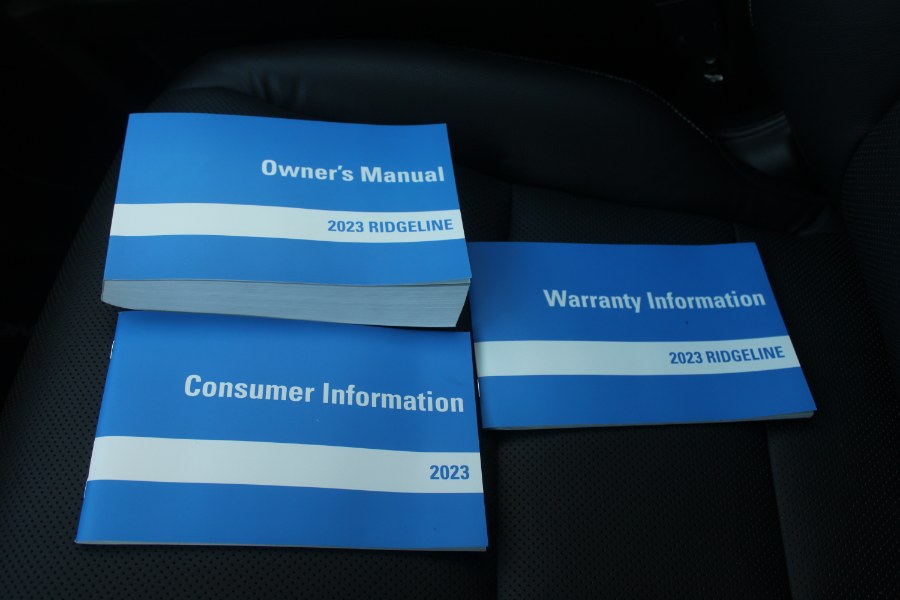 Owner's Manual
2023 RIDGELINE
Warranty Information
2023 RIDGELINE
Consumer Information
2023